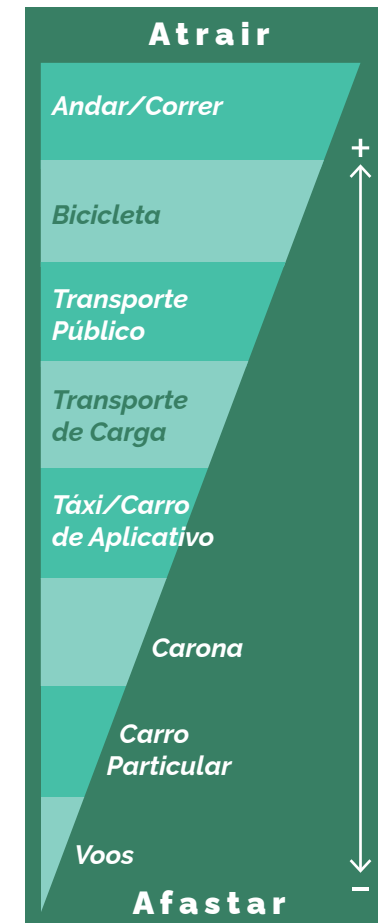 Atrair
Andar/Correr
+
Bicicleta
Transporte
Público
Transporte
de Carga
Táxi/Carro
de Aplicativo
Carona
Carro
Particular
Voos
–
Afastar